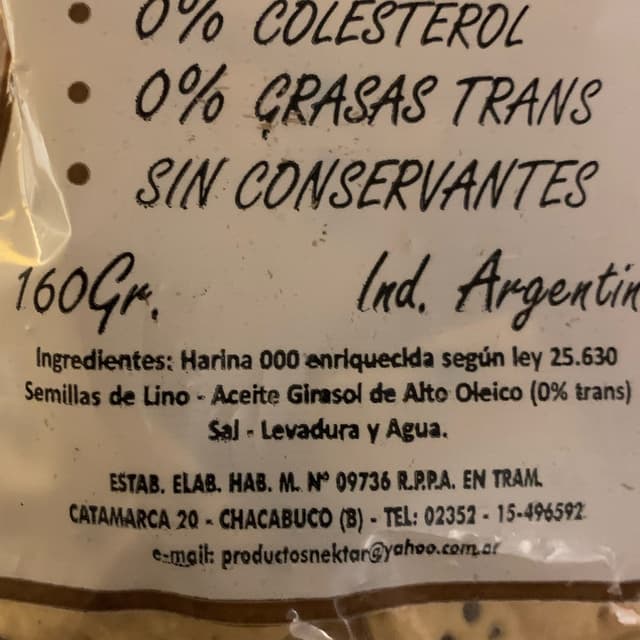 • 0% COLESTEROL
• 0% GRASAS TRANS
• SIN CONSERVANTES
160Gr. Ind. Argentin
Ingredientes: Harina 000 enriquecida según ley 25.630
Semillas de Lino - Aceite Girasol de Alto Oleico (0% trans)
Sal - Levadura y Agua.
ESTAB. ELAB. HAB. M. Nº 09736 R.P.P.A. EN TRAM.
CATAMARCA 20 - CHACABUCO (B) - TEL: 02352 - 15-496592
e-mail: productosnektar@yahoo.com.ar